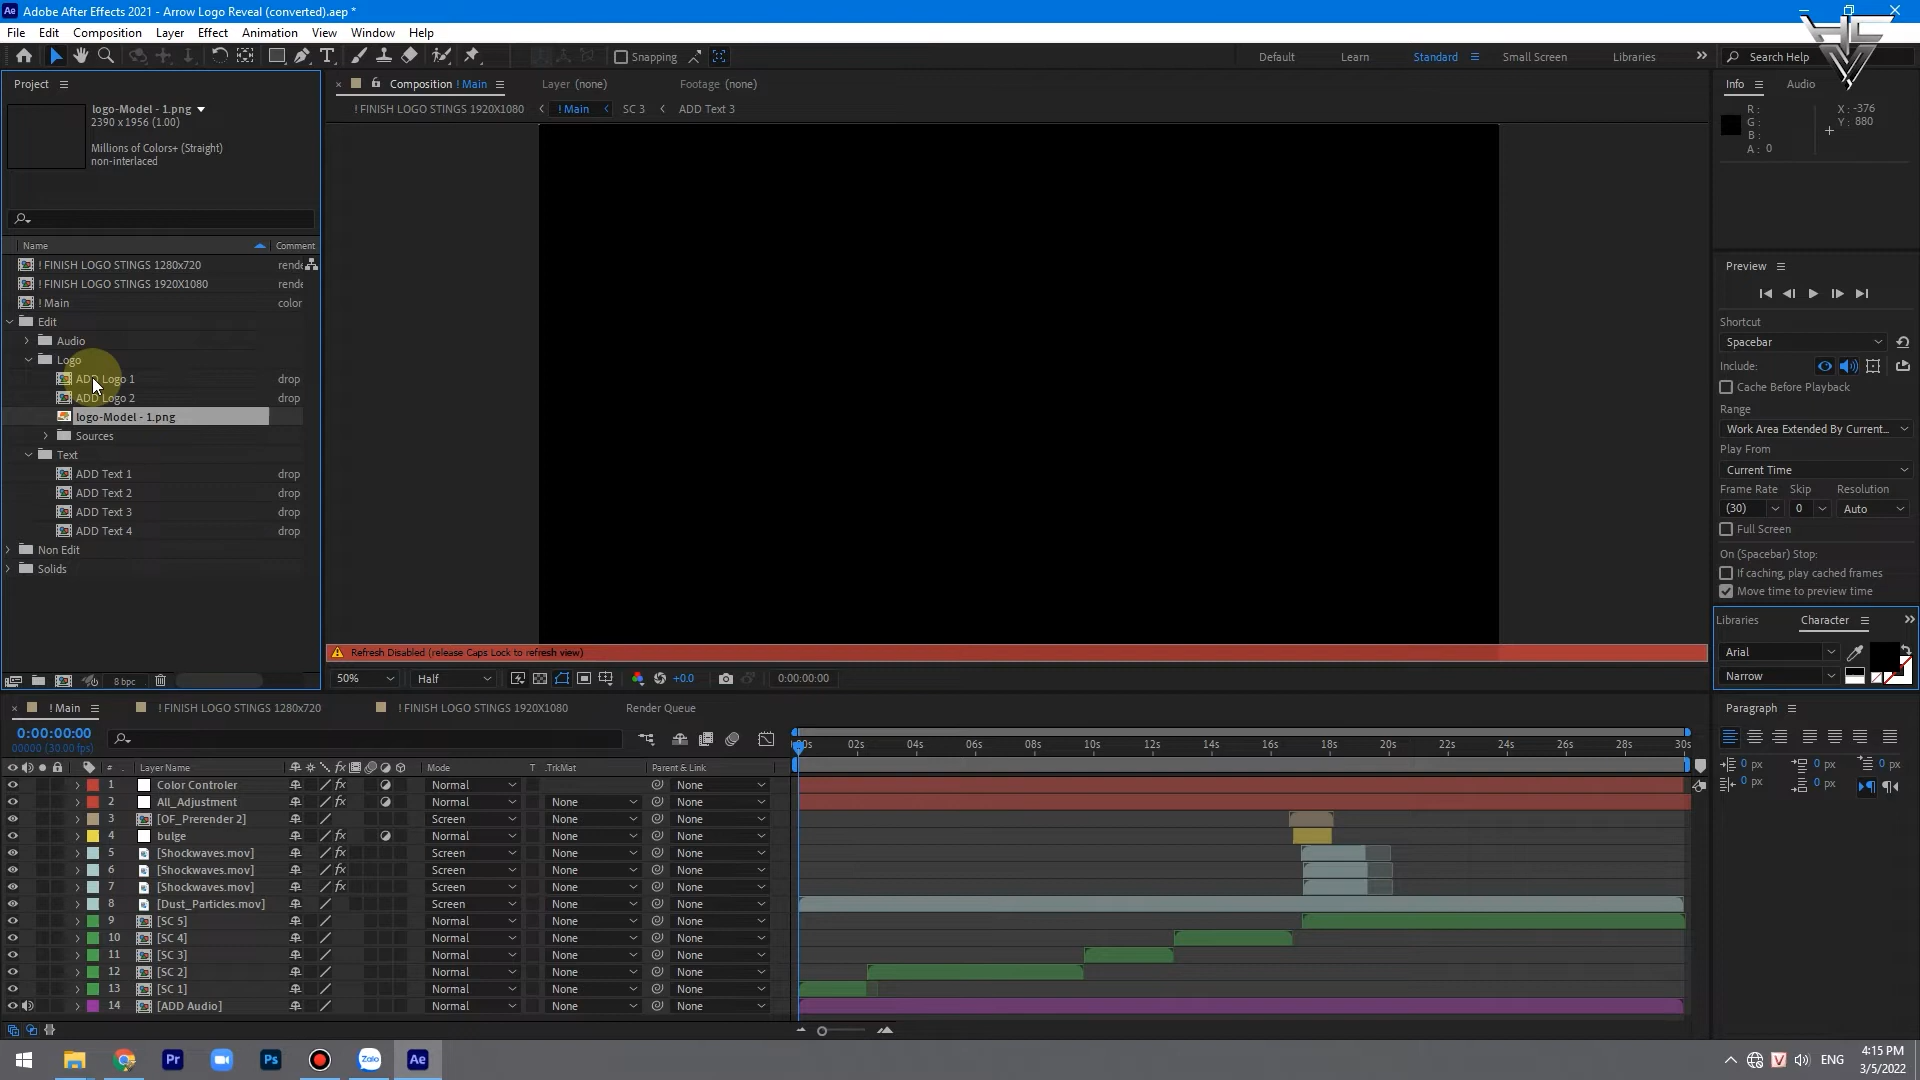 Adobe After Effects 2021 - Arrow Logo Reveal (converted).aep *
File Edit Composition Layer Effect Animation View Window Help
Snapping
Default Learn Standard Small Screen Libraries Search Help
Project
logo-Model - 1.png
2390 x 1956 (1.00)
Millions of Colors+ (Straight)
non-interlaced
Name Comment
! FINISH LOGO STINGS 1280x720 rende
! FINISH LOGO STINGS 1920X1080 rende
! Main color
Edit
Audio
Logo
ADD Logo 1 drop
ADD Logo 2 drop
logo-Model - 1.png
Sources
Text
ADD Text 1 drop
ADD Text 2 drop
ADD Text 3 drop
ADD Text 4 drop
Non Edit
Solids
8 bpc
Composition ! Main Layer (none) Footage (none)
! FINISH LOGO STINGS 1920X1080 ! Main SC 3 ADD Text 3
Refresh Disabled (release Caps Lock to refresh view)
50% Half +0.0 0:00:00:00
Info Audio
R : X : -376
G : Y : 880
B :
A : 0
Preview
Shortcut
Spacebar
Include:
Cache Before Playback
Range
Work Area Extended By Current...
Play From
Current Time
Frame Rate Skip Resolution
(30) 0 Auto
Full Screen
On (Spacebar) Stop:
If caching, play cached frames
Move time to preview time
Libraries Character
Arial
Narrow
Paragraph
0 px 0 px 0 px
0 px 0 px
! Main ! FINISH LOGO STINGS 1280x720 ! FINISH LOGO STINGS 1920X1080 Render Queue
0:00:00:00
00000 (30.00 fps)
00s 02s 04s 06s 08s 10s 12s 14s 16s 18s 20s 22s 24s 26s 28s 30s
# Layer Name Mode T .TrkMat Parent & Link
1 Color Controler Normal None
2 All_Adjustment Normal None None
3 [OF_Prerender 2] Screen None None
4 bulge Normal None None
5 [Shockwaves.mov] Screen None None
6 [Shockwaves.mov] Screen None None
7 [Shockwaves.mov] Screen None None
8 [Dust_Particles.mov] Screen None None
9 [SC 5] Normal None None
10 [SC 4] Normal None None
11 [SC 3] Normal None None
12 [SC 2] Normal None None
13 [SC 1] Normal None None
14 [ADD Audio] Normal None None
ENG
4:15 PM
3/5/2022